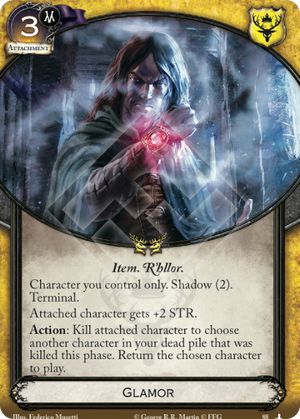 3
Attachment
Item. R'hllor.
Character you control only. Shadow (2).
Terminal.
Attached character gets +2 STR.
Action: Kill attached character to choose
another character in their dead pile that was
killed this phase. Return the chosen character
to play.
Glamor
Illus. Federico Musetti © George R.R. Martin © FFG 88